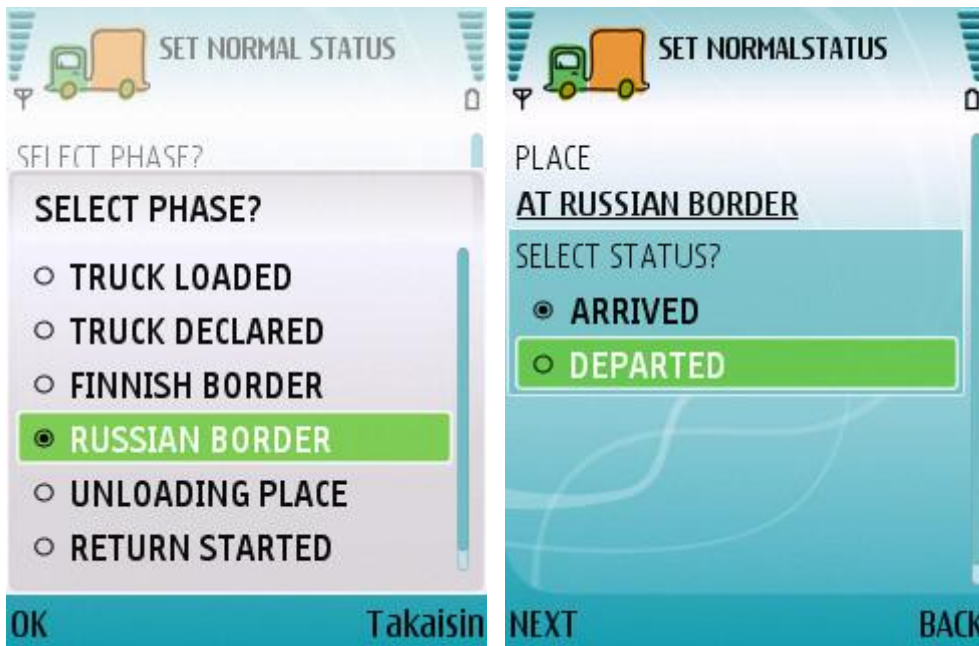 SET NORMAL STATUS
SELECT PHASE?
SELECT PHASE?
TRUCK LOADED
TRUCK DECLARED
FINNISH BORDER
RUSSIAN BORDER
UNLOADING PLACE
RETURN STARTED
OK Takaisin
SET NORMALSTATUS
PLACE
AT RUSSIAN BORDER
SELECT STATUS?
ARRIVED
DEPARTED
NEXT BACK